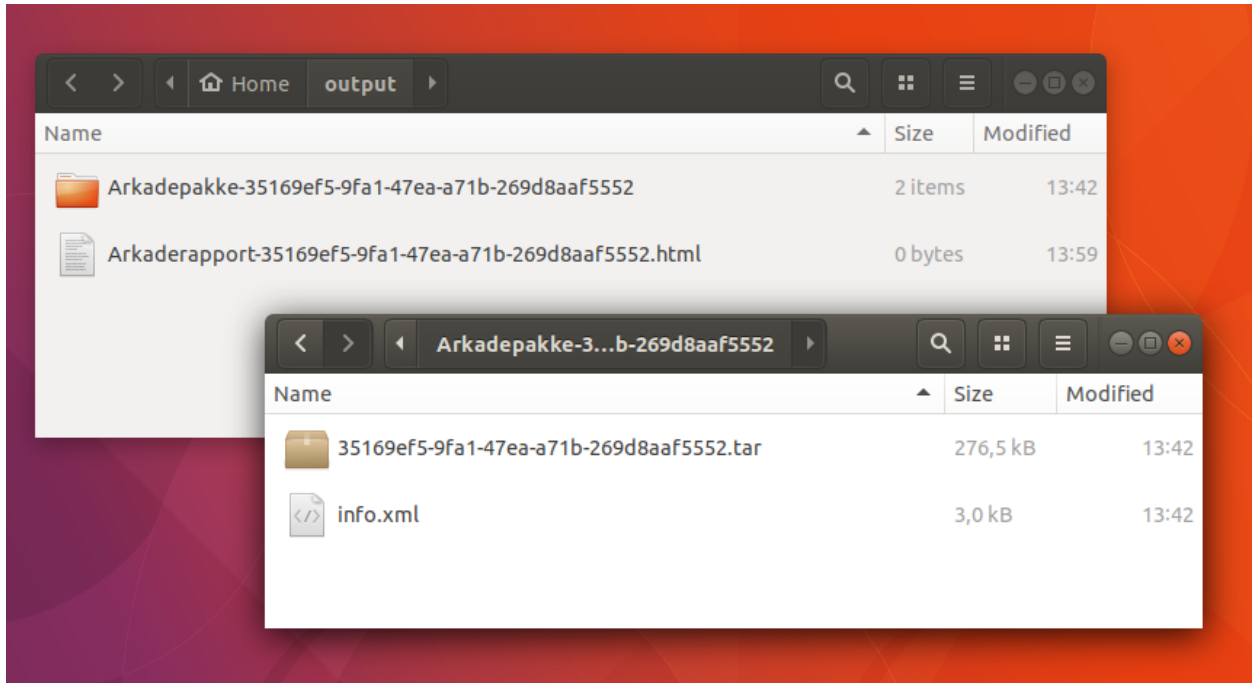 Home output
Name Size Modified
Arkadepakke-35169ef5-9fa1-47ea-a71b-269d8aaf5552 2 items 13:42
Arkaderapport-35169ef5-9fa1-47ea-a71b-269d8aaf5552.html 0 bytes 13:59
Arkadepakke-3…b-269d8aaf5552
Name Size Modified
35169ef5-9fa1-47ea-a71b-269d8aaf5552.tar 276,5 kB 13:42
info.xml 3,0 kB 13:42